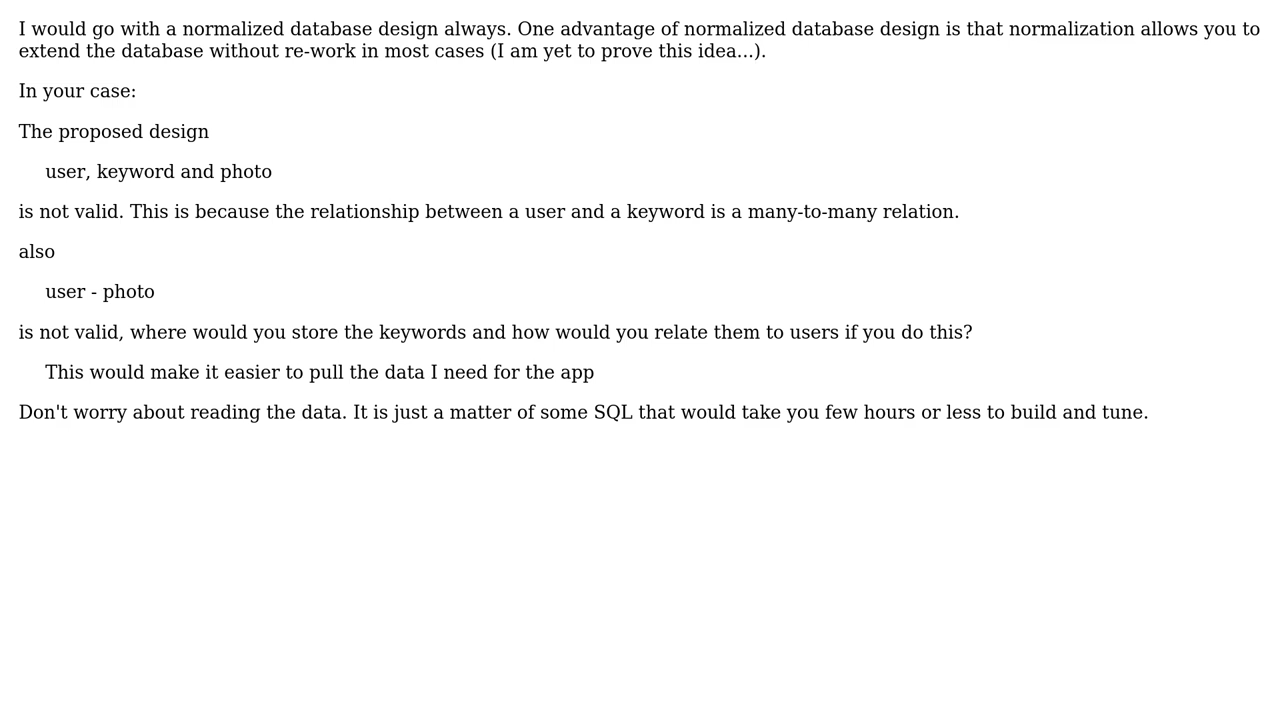 I would go with a normalized database design always. One advantage of normalized database design is that normalization allows you to
extend the database without re-work in most cases (I am yet to prove this idea...).
In your case:
The proposed design
user, keyword and photo
is not valid. This is because the relationship between a user and a keyword is a many-to-many relation.
also
user - photo
is not valid, where would you store the keywords and how would you relate them to users if you do this?
This would make it easier to pull the data I need for the app
Don't worry about reading the data. It is just a matter of some SQL that would take you few hours or less to build and tune.